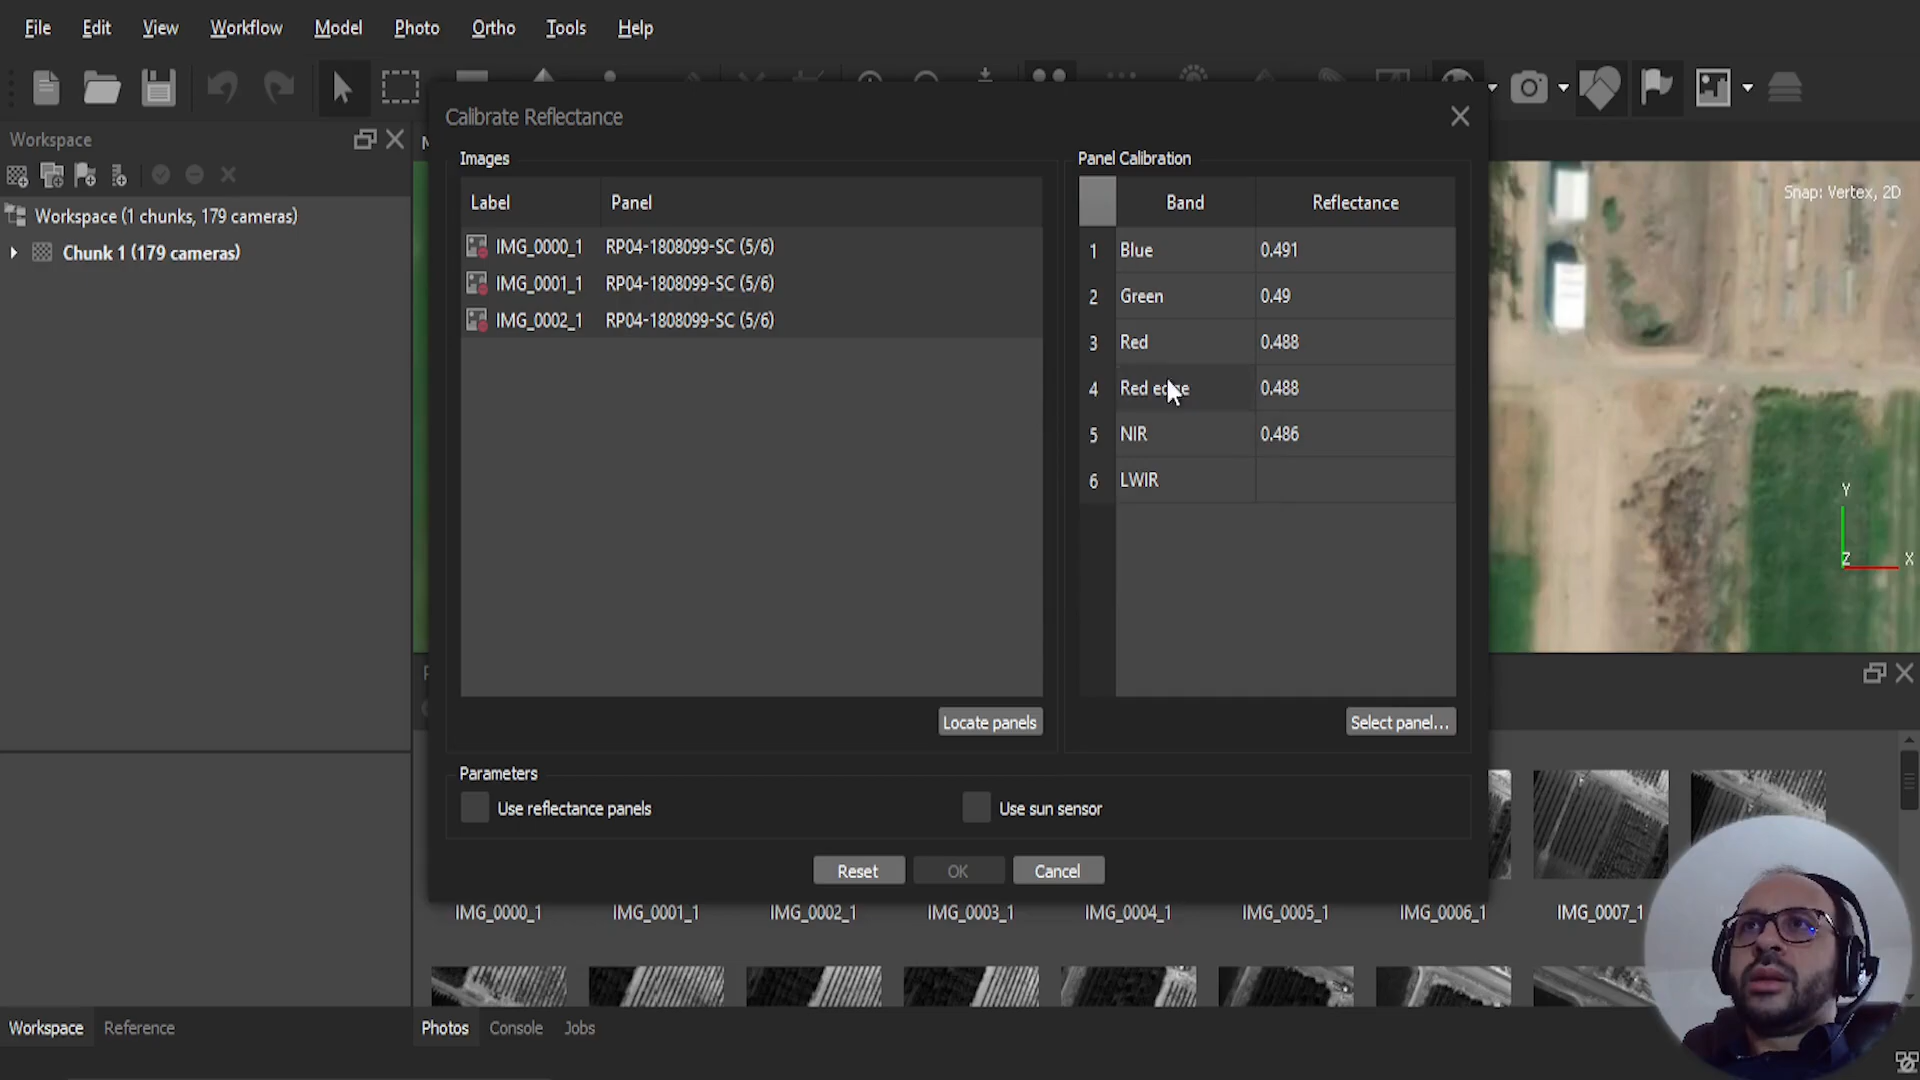 File Edit View Workflow Model Photo Ortho Tools Help
Workspace
Workspace (1 chunks, 179 cameras)
Chunk 1 (179 cameras)
Calibrate Reflectance
Images
Label Panel
IMG_0000_1 RP04-1808099-SC (5/6)
IMG_0001_1 RP04-1808099-SC (5/6)
IMG_0002_1 RP04-1808099-SC (5/6)
Locate panels
Panel Calibration
Band Reflectance
1 Blue 0.491
2 Green 0.49
3 Red 0.488
4 Red edge 0.488
5 NIR 0.486
6 LWIR
Select panel...
Parameters
Use reflectance panels Use sun sensor
Reset OK Cancel
Snap: Vertex, 2D
Y
Z X
IMG_0000_1 IMG_0001_1 IMG_0002_1 IMG_0003_1 IMG_0004_1 IMG_0005_1 IMG_0006_1 IMG_0007_1
Workspace Reference Photos Console Jobs